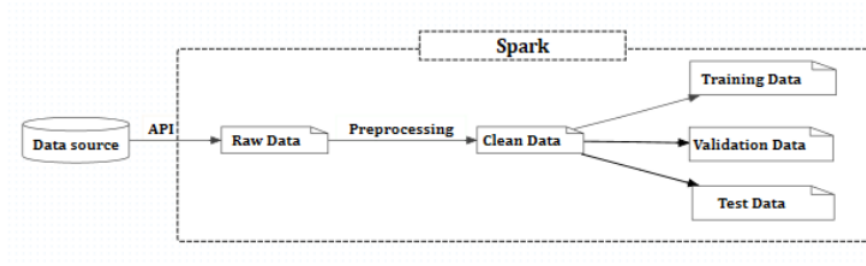 Spark
Training Data
API
Preprocessing
Data source
Raw Data
Clean Data
Validation Data
Test Data